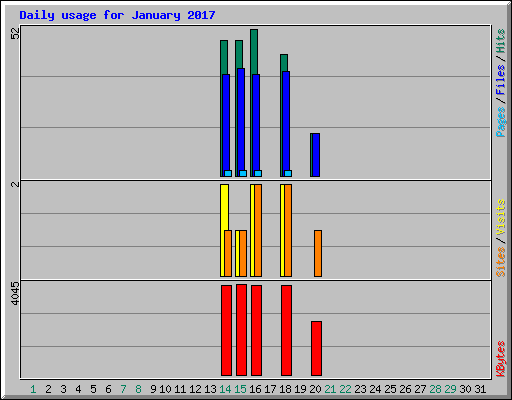 Daily usage for January 2017
52
Pages/Files/Hits
2
Sites/Visits
4045
KBytes
1 2 3 4 5 6 7 8 9 10 11 12 13 14 15 16 17 18 19 20 21 22 23 24 25 26 27 28 29 30 31